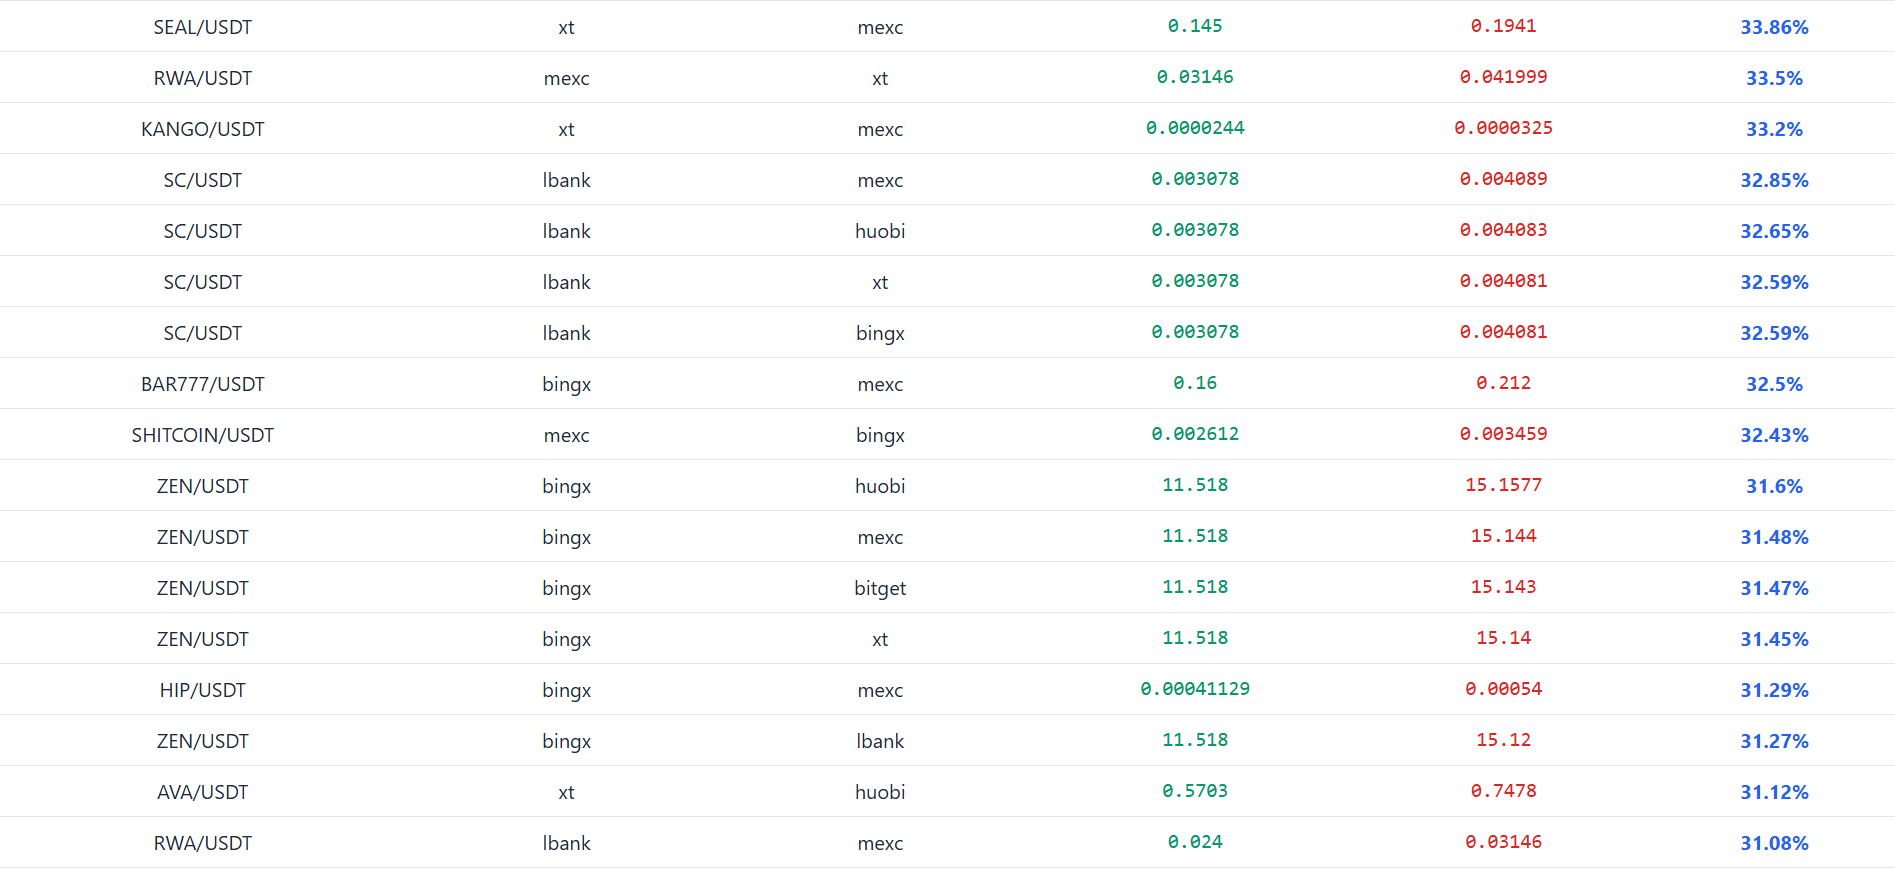 SEAL/USDT xt mexc 0.145 0.1941 33.86%
RWA/USDT mexc xt 0.03146 0.041999 33.5%
KANGO/USDT xt mexc 0.0000244 0.0000325 33.2%
SC/USDT lbank mexc 0.003078 0.004089 32.85%
SC/USDT lbank huobi 0.003078 0.004083 32.65%
SC/USDT lbank xt 0.003078 0.004081 32.59%
SC/USDT lbank bingx 0.003078 0.004081 32.59%
BAR777/USDT bingx mexc 0.16 0.212 32.5%
SHITCOIN/USDT mexc bingx 0.002612 0.003459 32.43%
ZEN/USDT bingx huobi 11.518 15.1577 31.6%
ZEN/USDT bingx mexc 11.518 15.144 31.48%
ZEN/USDT bingx bitget 11.518 15.143 31.47%
ZEN/USDT bingx xt 11.518 15.14 31.45%
HIP/USDT bingx mexc 0.00041129 0.00054 31.29%
ZEN/USDT bingx lbank 11.518 15.12 31.27%
AVA/USDT xt huobi 0.5703 0.7478 31.12%
RWA/USDT lbank mexc 0.024 0.03146 31.08%